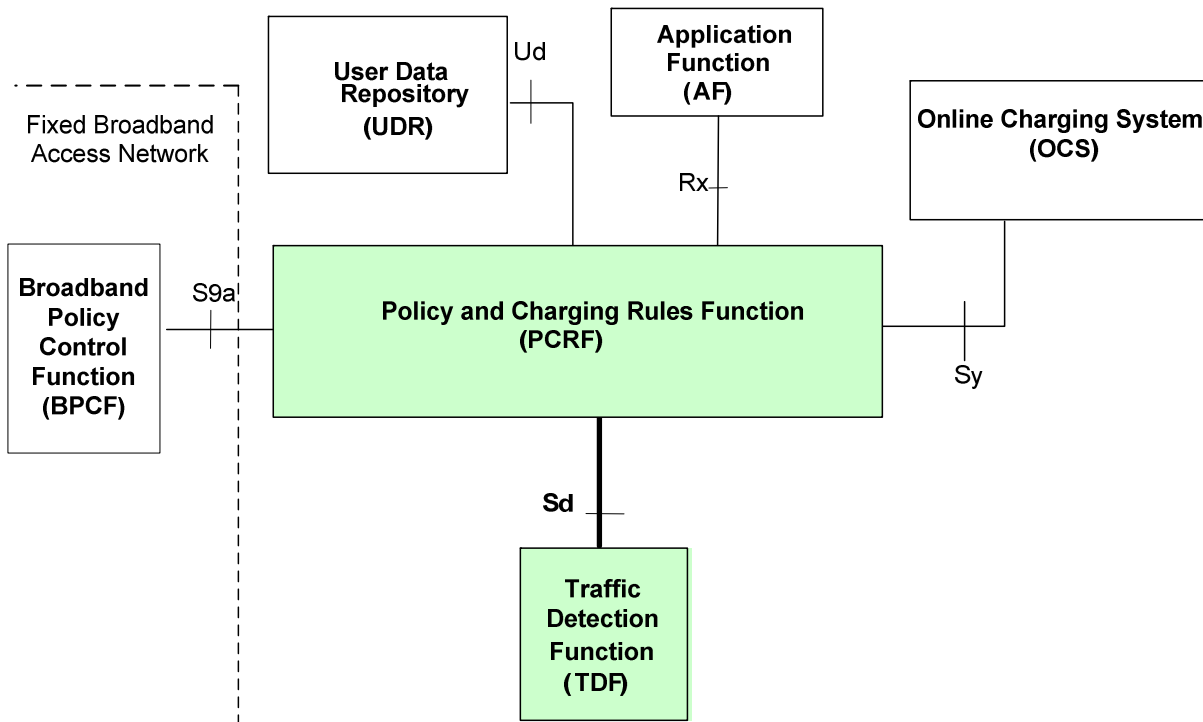 Ud
User Data
Repository
(UDR)
Application
Function
(AF)
Online Charging System
(OCS)
Fixed Broadband
Access Network
Rx
Broadband
Policy
Control
Function
(BPCF)
S9a
Policy and Charging Rules Function
(PCRF)
Sy
Sd
Traffic
Detection
Function
(TDF)